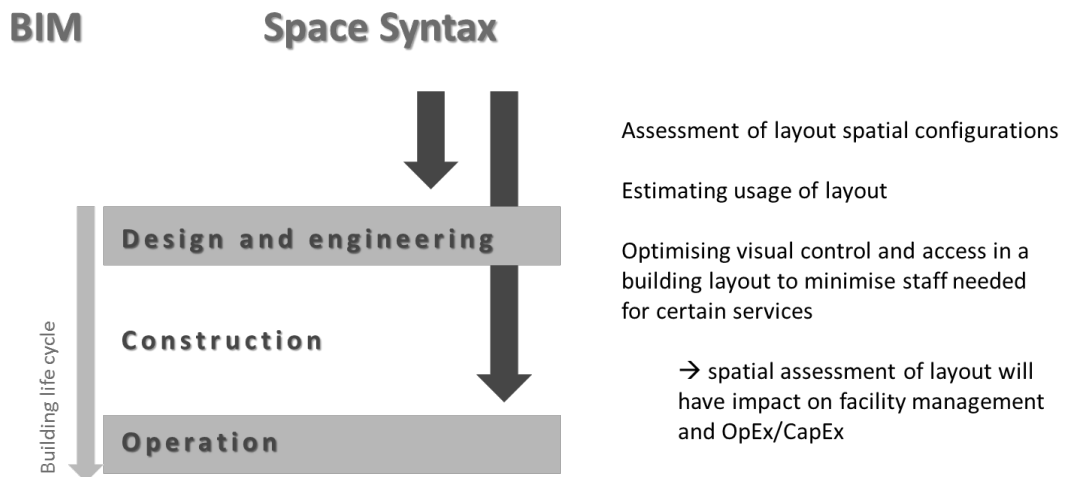 BIM
Space Syntax
Assessment of layout spatial configurations
Estimating usage of layout
Design and engineering
Optimising visual control and access in a
building layout to minimise staff needed
for certain services
Construction
Building life cycle
→ spatial assessment of layout will
have impact on facility management
and OpEx/CapEx
Operation